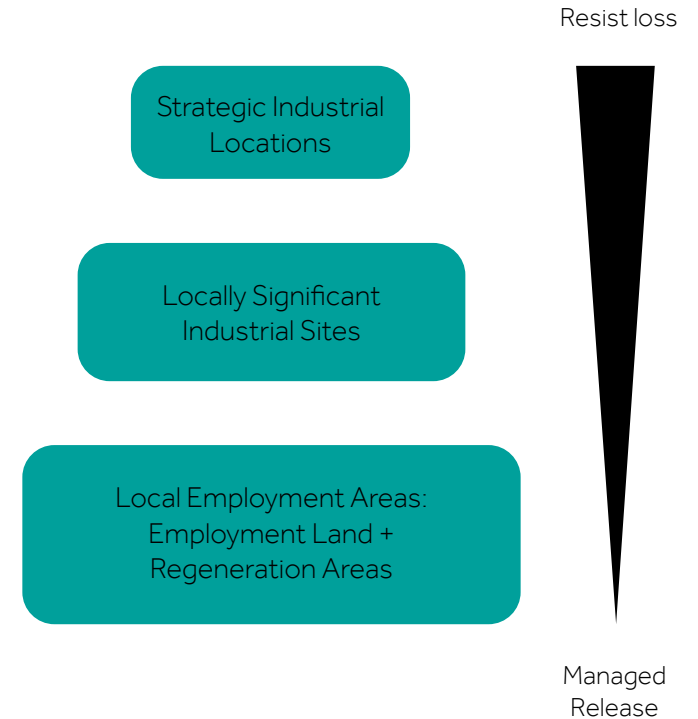 Resist loss
Strategic Industrial
Locations
Locally Significant
Industrial Sites
Local Employment Areas:
Employment Land +
Regeneration Areas
Managed
Release